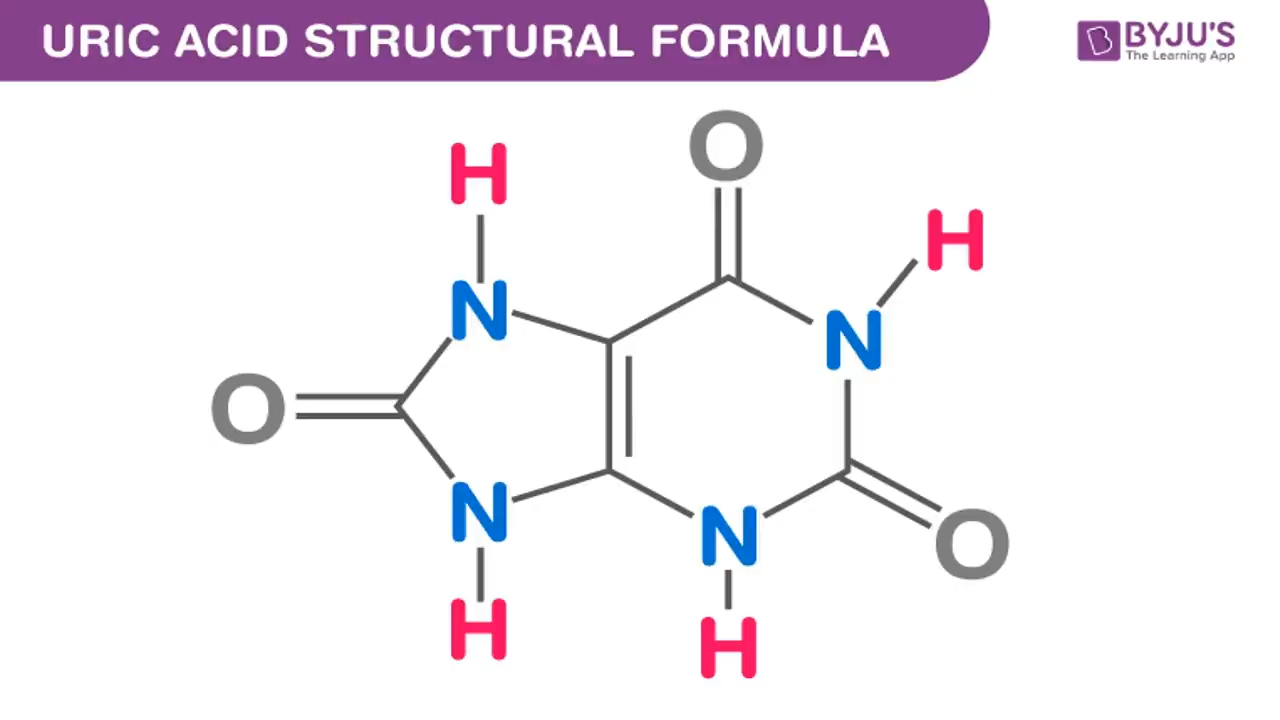 URIC ACID STRUCTURAL FORMULA
BYJU'S
The Learning App
O
H
H
N
N
O
N
N
O
H
H